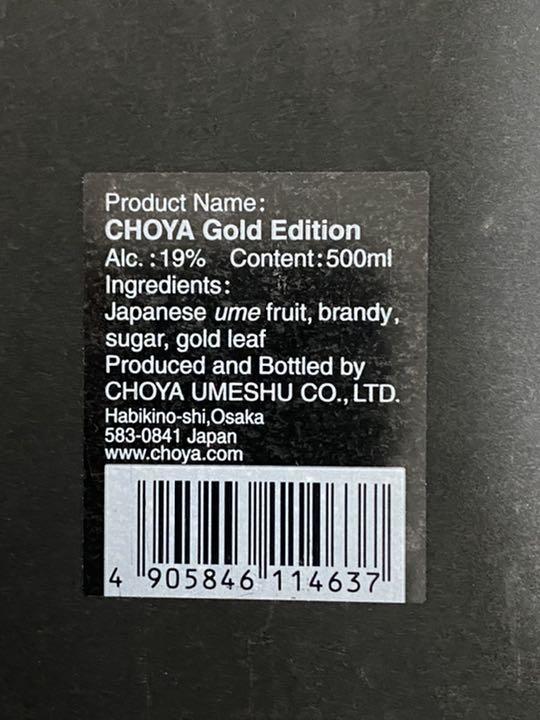 Product Name:
CHOYA Gold Edition
Alc. :19% Content:500ml
Ingredients:
Japanese ume fruit, brandy,
sugar, gold leaf
Produced and Bottled by
CHOYA UMESHU CO.,LTD.
Habikino-shi,Osaka
583-0841 Japan
www.choya.com
4 905846 114637